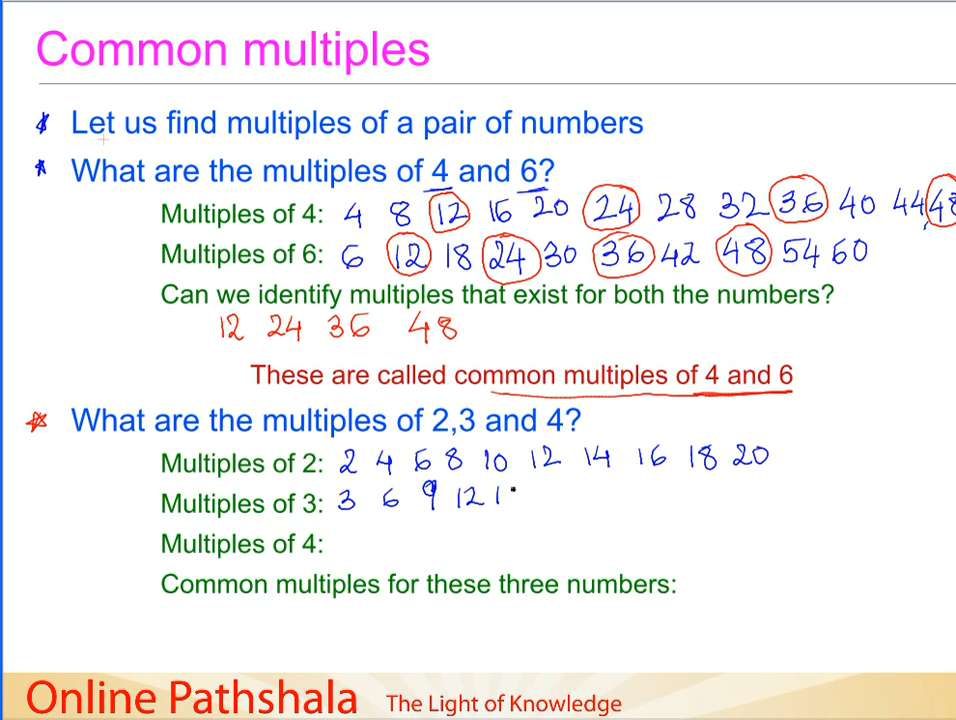 Common multiples
Let us find multiples of a pair of numbers
What are the multiples of 4 and 6?
Multiples of 4: 4 8 12 16 20 24 28 32 36 40 44, 48
Multiples of 6: 6 12 18 24 30 36 42 48 54 60
Can we identify multiples that exist for both the numbers?
12 24 36 48
These are called common multiples of 4 and 6
What are the multiples of 2,3 and 4?
Multiples of 2: 2 4 6 8 10 12 14 16 18 20
Multiples of 3: 3 6 9 12 1
Multiples of 4:
Common multiples for these three numbers:
Online Pathshala The Light of Knowledge